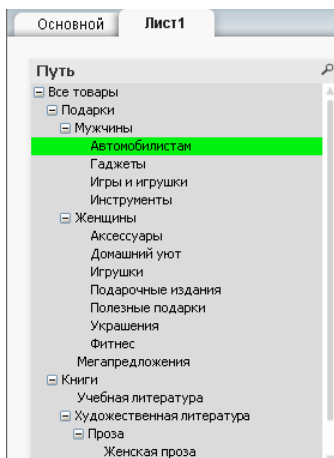 Основной Лист1
Путь
Все товары
Подарки
Мужчины
Автомобилистам
Гаджеты
Игры и игрушки
Инструменты
Женщины
Аксессуары
Домашний уют
Игрушки
Подарочные издания
Полезные подарки
Украшения
Фитнес
Мегапредложения
Книги
Учебная литература
Художественная литература
Проза
Женская проза